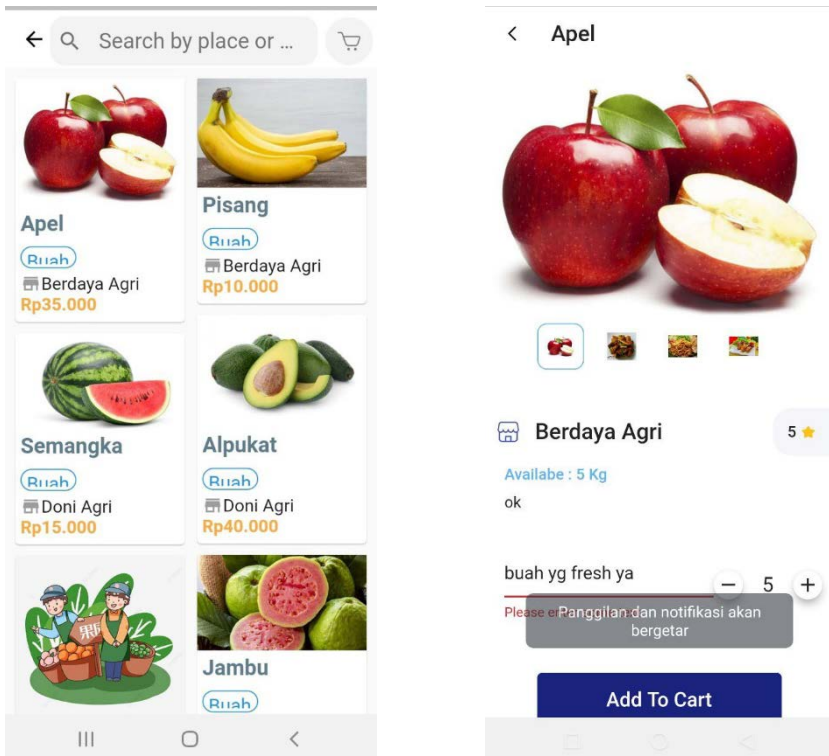 Search by place or ...
Apel
Buah
Berdaya Agri
Rp35.000
Pisang
Buah
Berdaya Agri
Rp10.000
Semangka
Buah
Doni Agri
Rp15.000
Alpukat
Buah
Doni Agri
Rp40.000
Jambu
Buah
Apel
Berdaya Agri
5
Availabe : 5 Kg
ok
buah yg fresh ya
5
Please
Panggilan dan notifikasi akan
bergetar
Add To Cart